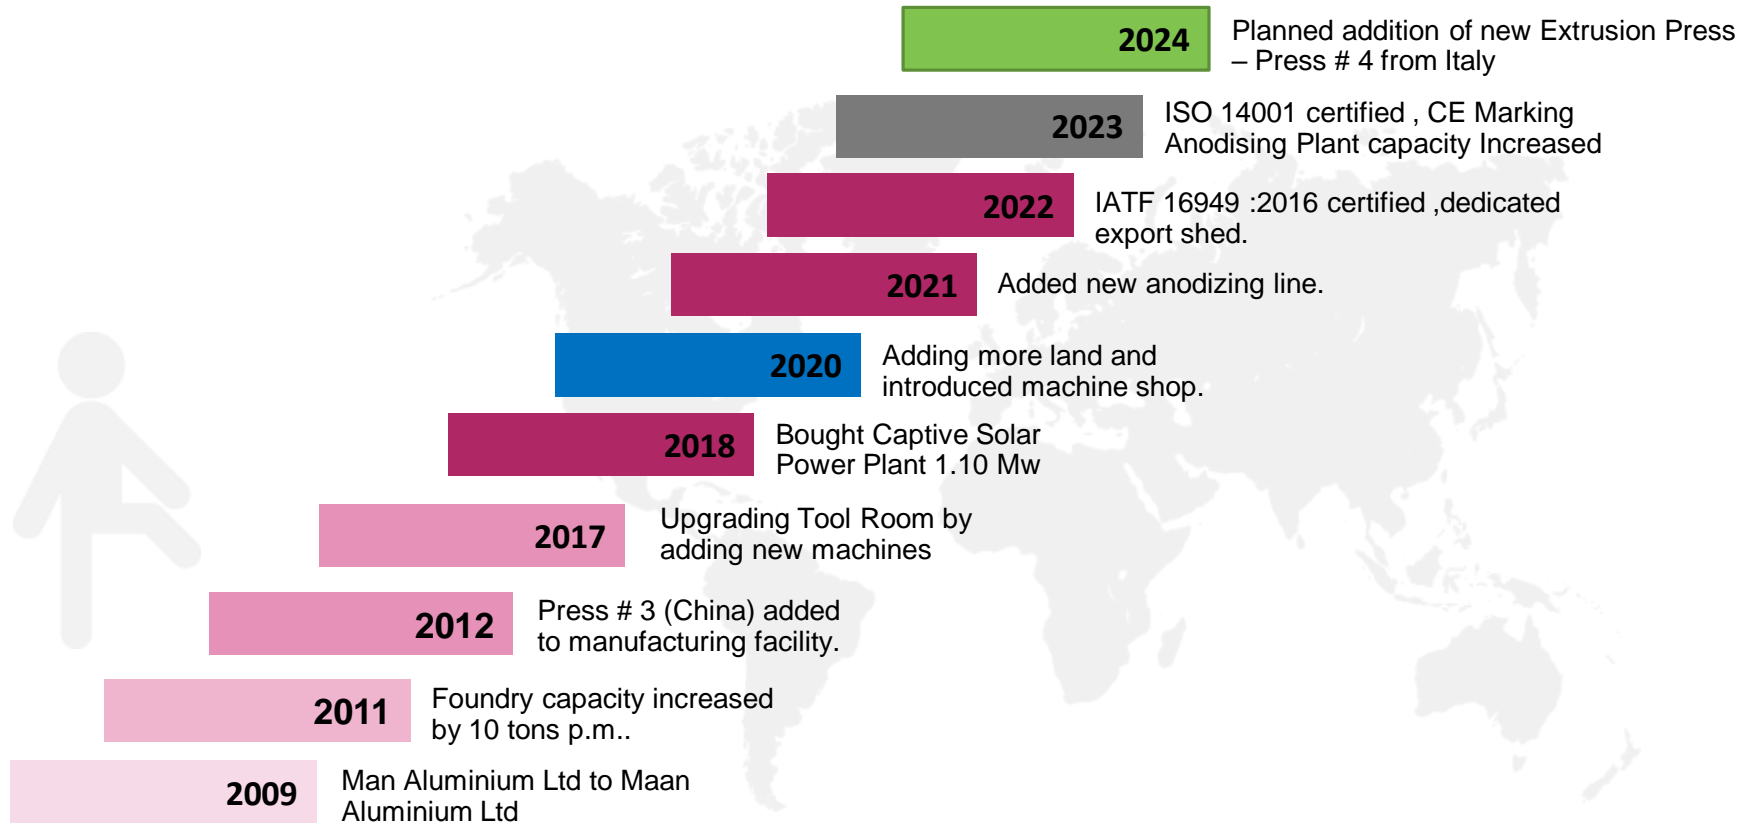 2024
Planned addition of new Extrusion Press
– Press # 4 from Italy
2023
ISO 14001 certified , CE Marking
Anodising Plant capacity Increased
2022
IATF 16949 :2016 certified ,dedicated
export shed.
2021
Added new anodizing line.
2020
Adding more land and
introduced machine shop.
2018
Bought Captive Solar
Power Plant 1.10 Mw
2017
Upgrading Tool Room by
adding new machines
2012
Press # 3 (China) added
to manufacturing facility.
2011
Foundry capacity increased
by 10 tons p.m..
2009
Man Aluminium Ltd to Maan
Aluminium Ltd